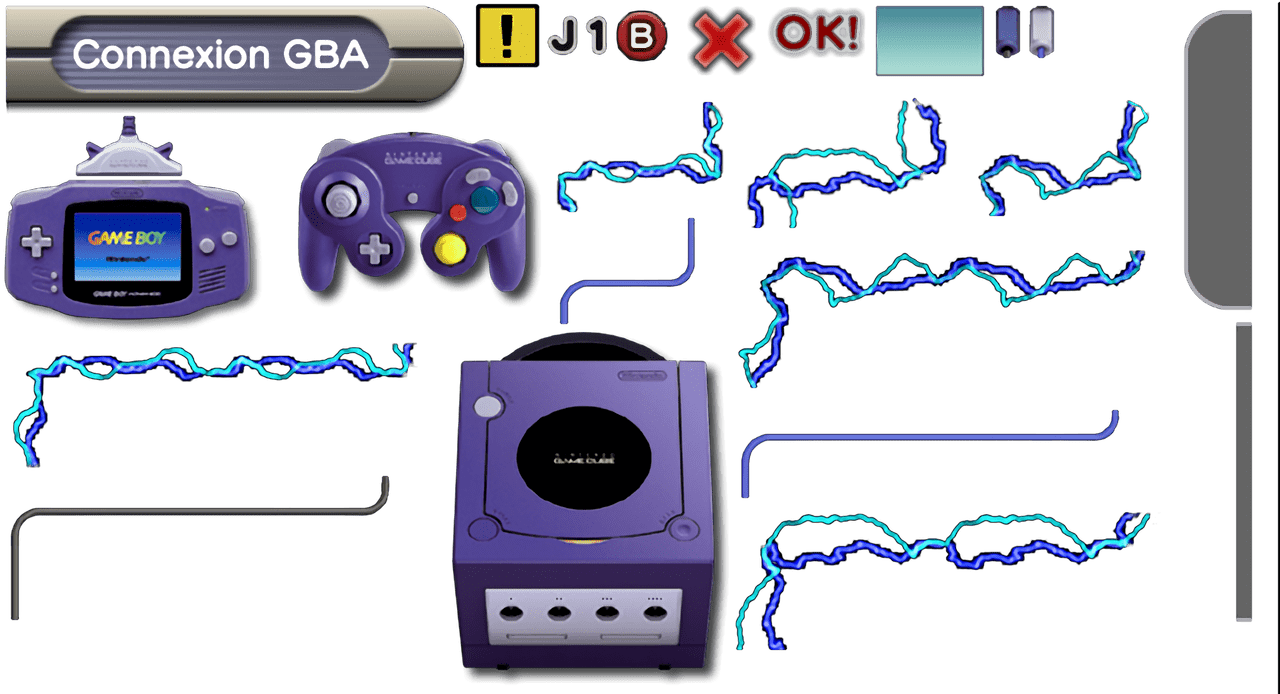 Connexion GBA
!
J1 B
OK!
NINTENDO
GAMECUBE
GAME BOY
Nintendo
GAME BOY ADVANCE
Nintendo
NINTENDO
GAMECUBE